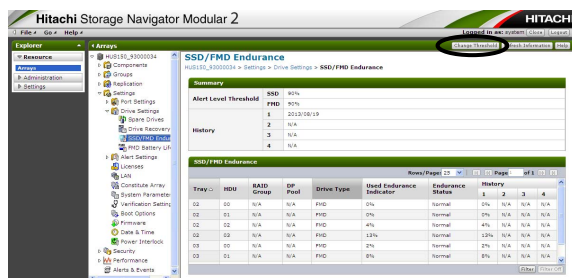 Hitachi Storage Navigator Modular 2
HITACHI
File Go Help
Logged in as: system Close Logout
Explorer
Arrays
Change Threshold Refresh Information Help
Resource
Arrays
Administration
Settings
HUS150_93000034
Components
Groups
Replication
Settings
Port Settings
Drive Settings
Spare Drives
Drive Recovery
SSD/FMD Endur
FMD Battery Lif
Alert Settings
Licenses
LAN
Constitute Array
System Parameter
Verification Setting
Boot Options
Firmware
Date & Time
Power Interlock
Security
Performance
Alerts & Events
SSD/FMD Endurance
HUS150_93000034 > Settings > Drive Settings > SSD/FMD Endurance
Summary
Alert Level Threshold SSD 90%
FMD 90%
History 1 2013/08/19
2 N/A
3 N/A
4 N/A
SSD/FMD Endurance
Rows/Page: 25 Page of 1
Tray HDU RAID Group DP Pool Drive Type Used Endurance Indicator Endurance Status History 1 2 3 4
02 00 N/A N/A FMD 0% Normal 0% N/A N/A N/A
02 01 N/A N/A FMD 0% Normal 0% N/A N/A N/A
02 02 N/A N/A FMD 4% Normal 4% N/A N/A N/A
02 03 N/A N/A FMD 13% Normal 13% N/A N/A N/A
03 00 N/A N/A FMD 2% Normal 2% N/A N/A N/A
03 01 N/A N/A FMD 8% Normal 8% N/A N/A N/A
Filter Filter Off